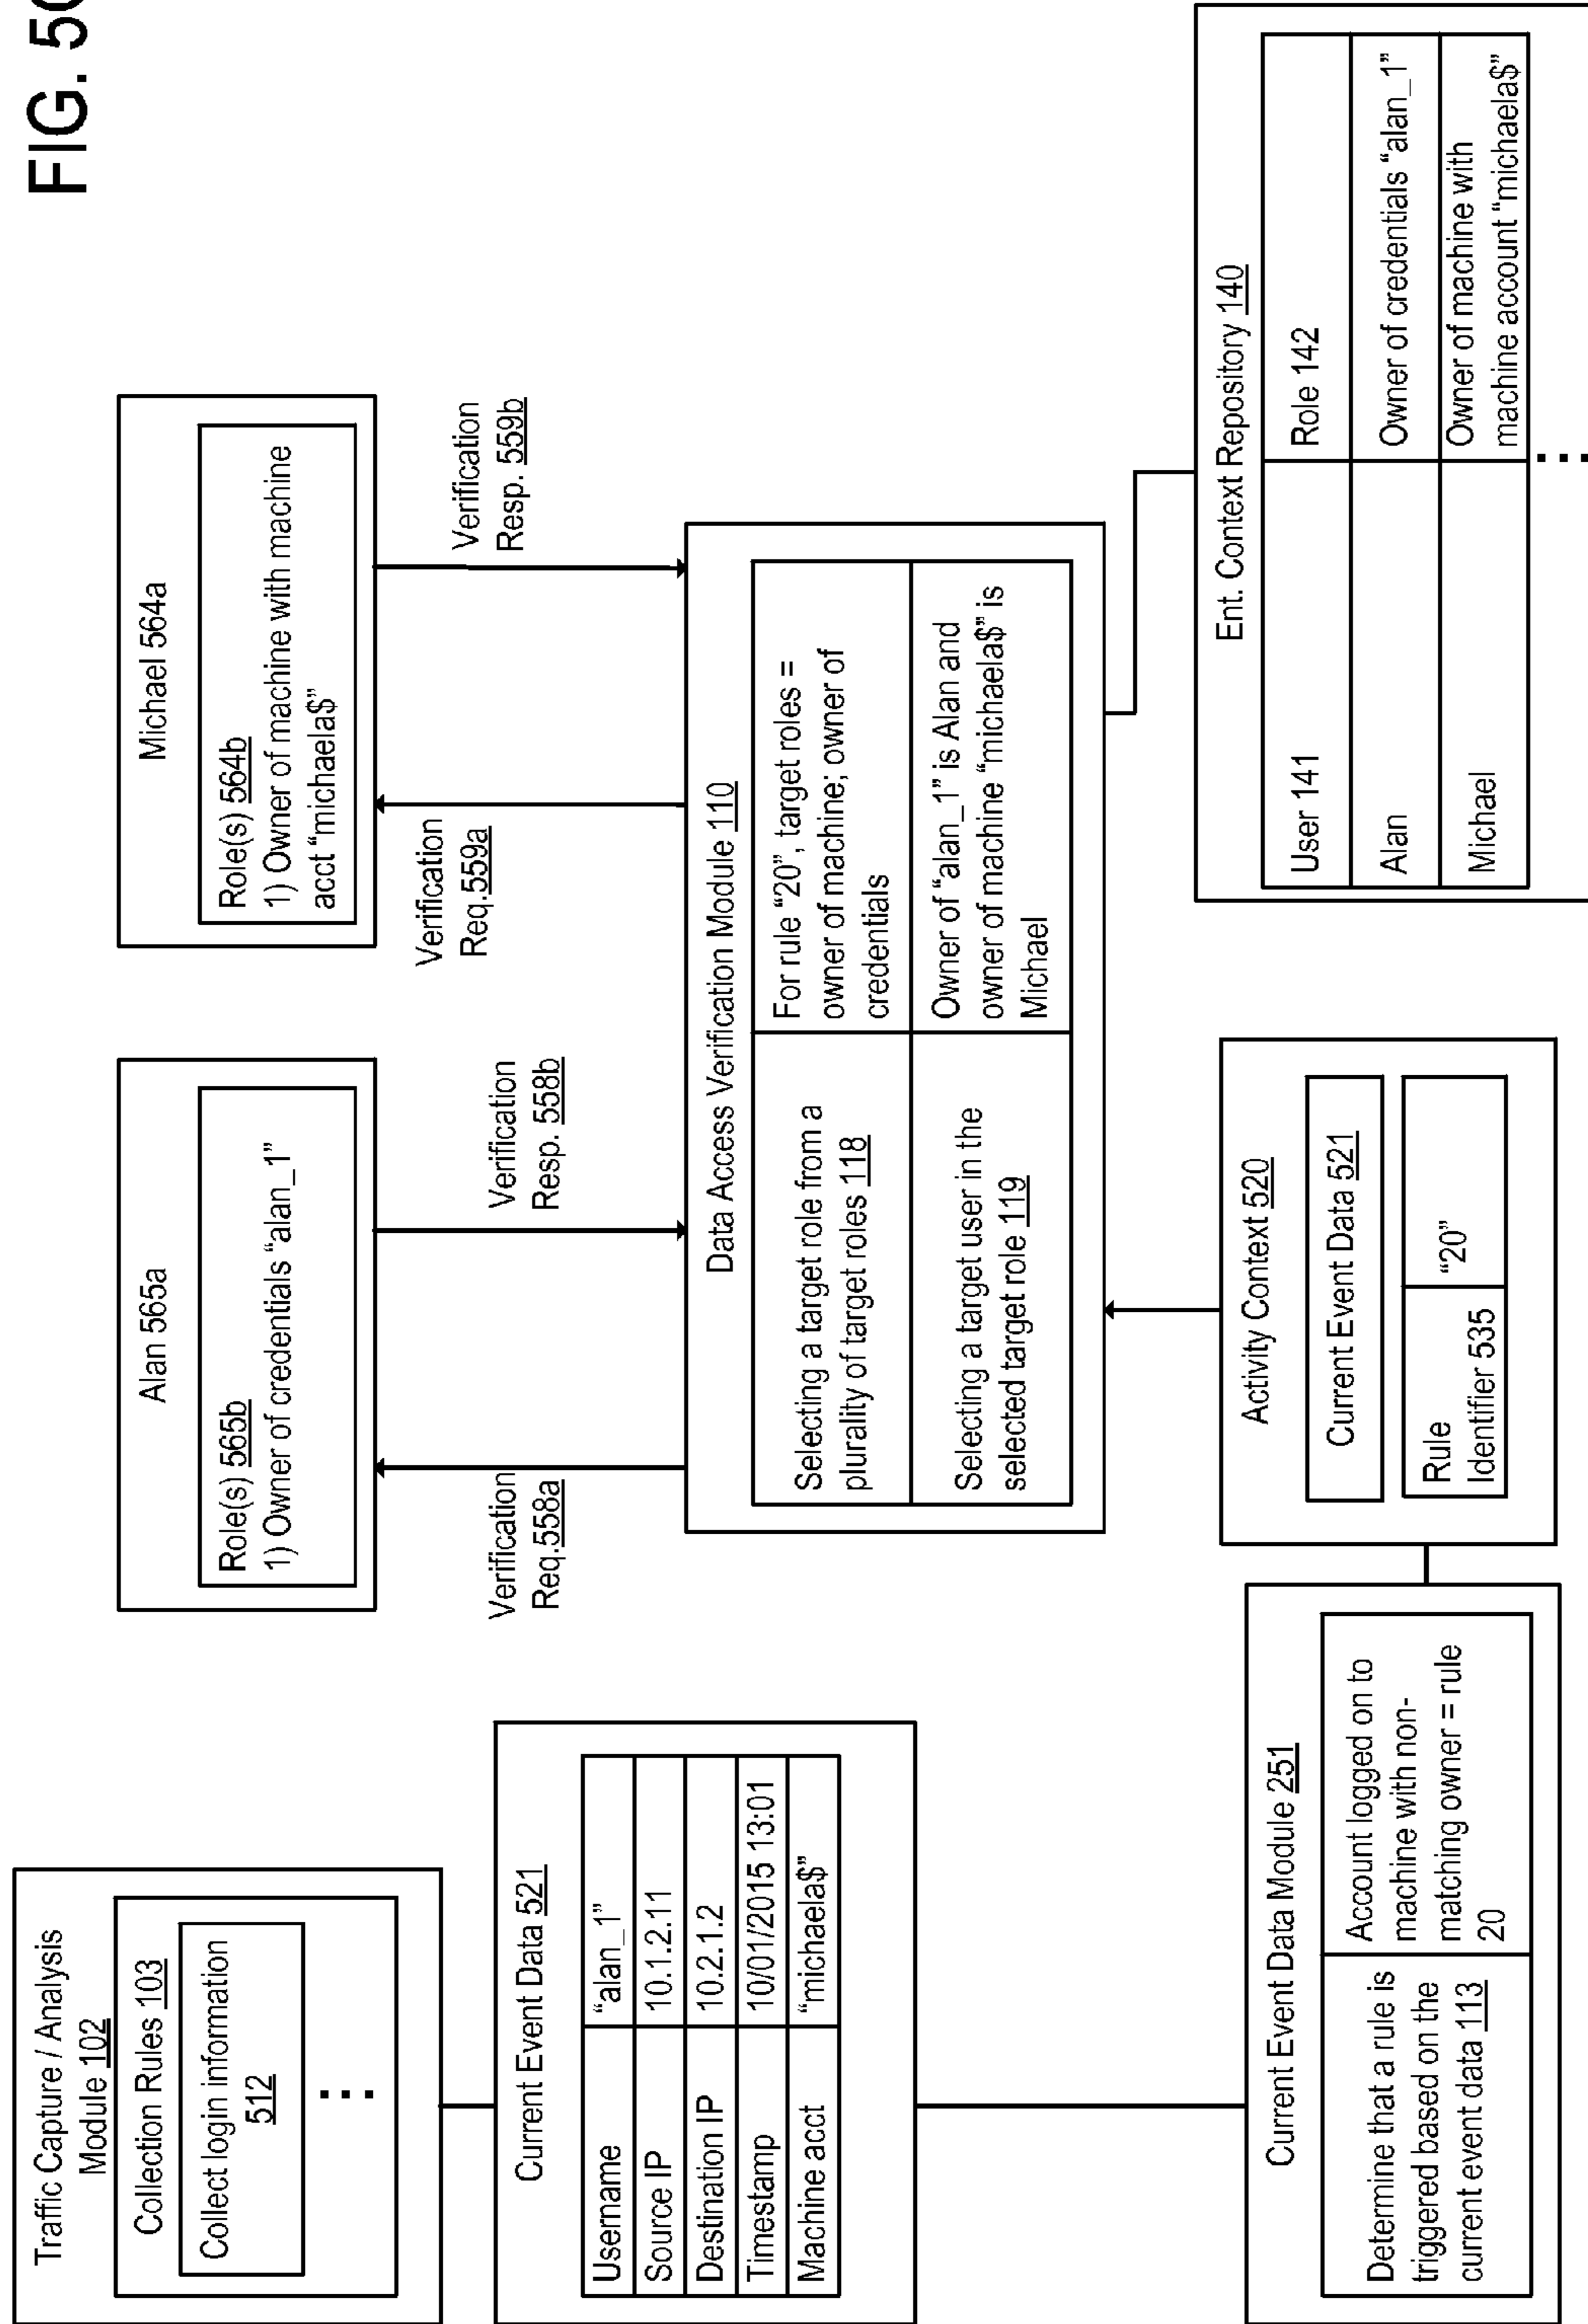 FIG. 5C
Traffic Capture / Analysis
Module 102
Collection Rules 103
Collect login information
512
Current Event Data 521
Username
“alan_1”
Source IP
10.1.2.11
Destination IP
10.2.1.2
Timestamp
10/01/2015 13:01
Machine acct
“michaela$”
Current Event Data Module 251
Determine that a rule is
triggered based on the
current event data 113
Account logged on to
machine with non-
matching owner = rule
20
Alan 565a
Role(s) 565b
1) Owner of credentials “alan_1”
Verification
Req.558a
Verification
Resp. 558b
Michael 564a
Role(s) 564b
1) Owner of machine with machine
acct “michaela$”
Verification
Req.559a
Verification
Resp. 559b
Data Access Verification Module 110
Selecting a target role from a
plurality of target roles 118
For rule “20”, target roles =
owner of machine; owner of
credentials
Selecting a target user in the
selected target role 119
Owner of “alan_1” is Alan and
owner of machine “michaela$” is
Michael
Activity Context 520
Current Event Data 521
Rule
Identifier 535
“20”
Ent. Context Repository 140
User 141
Role 142
Alan
Owner of credentials “alan_1”
Michael
Owner of machine with
machine account “michaela$”